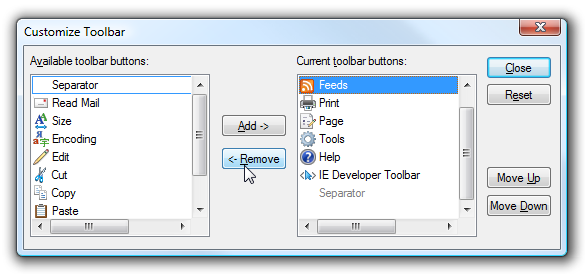 Customize Toolbar
Available toolbar buttons:
Separator
Read Mail
Size
Encoding
Edit
Cut
Copy
Paste
Add ->
<- Remove
Current toolbar buttons:
Feeds
Print
Page
Tools
Help
IE Developer Toolbar
Separator
Close
Reset
Move Up
Move Down